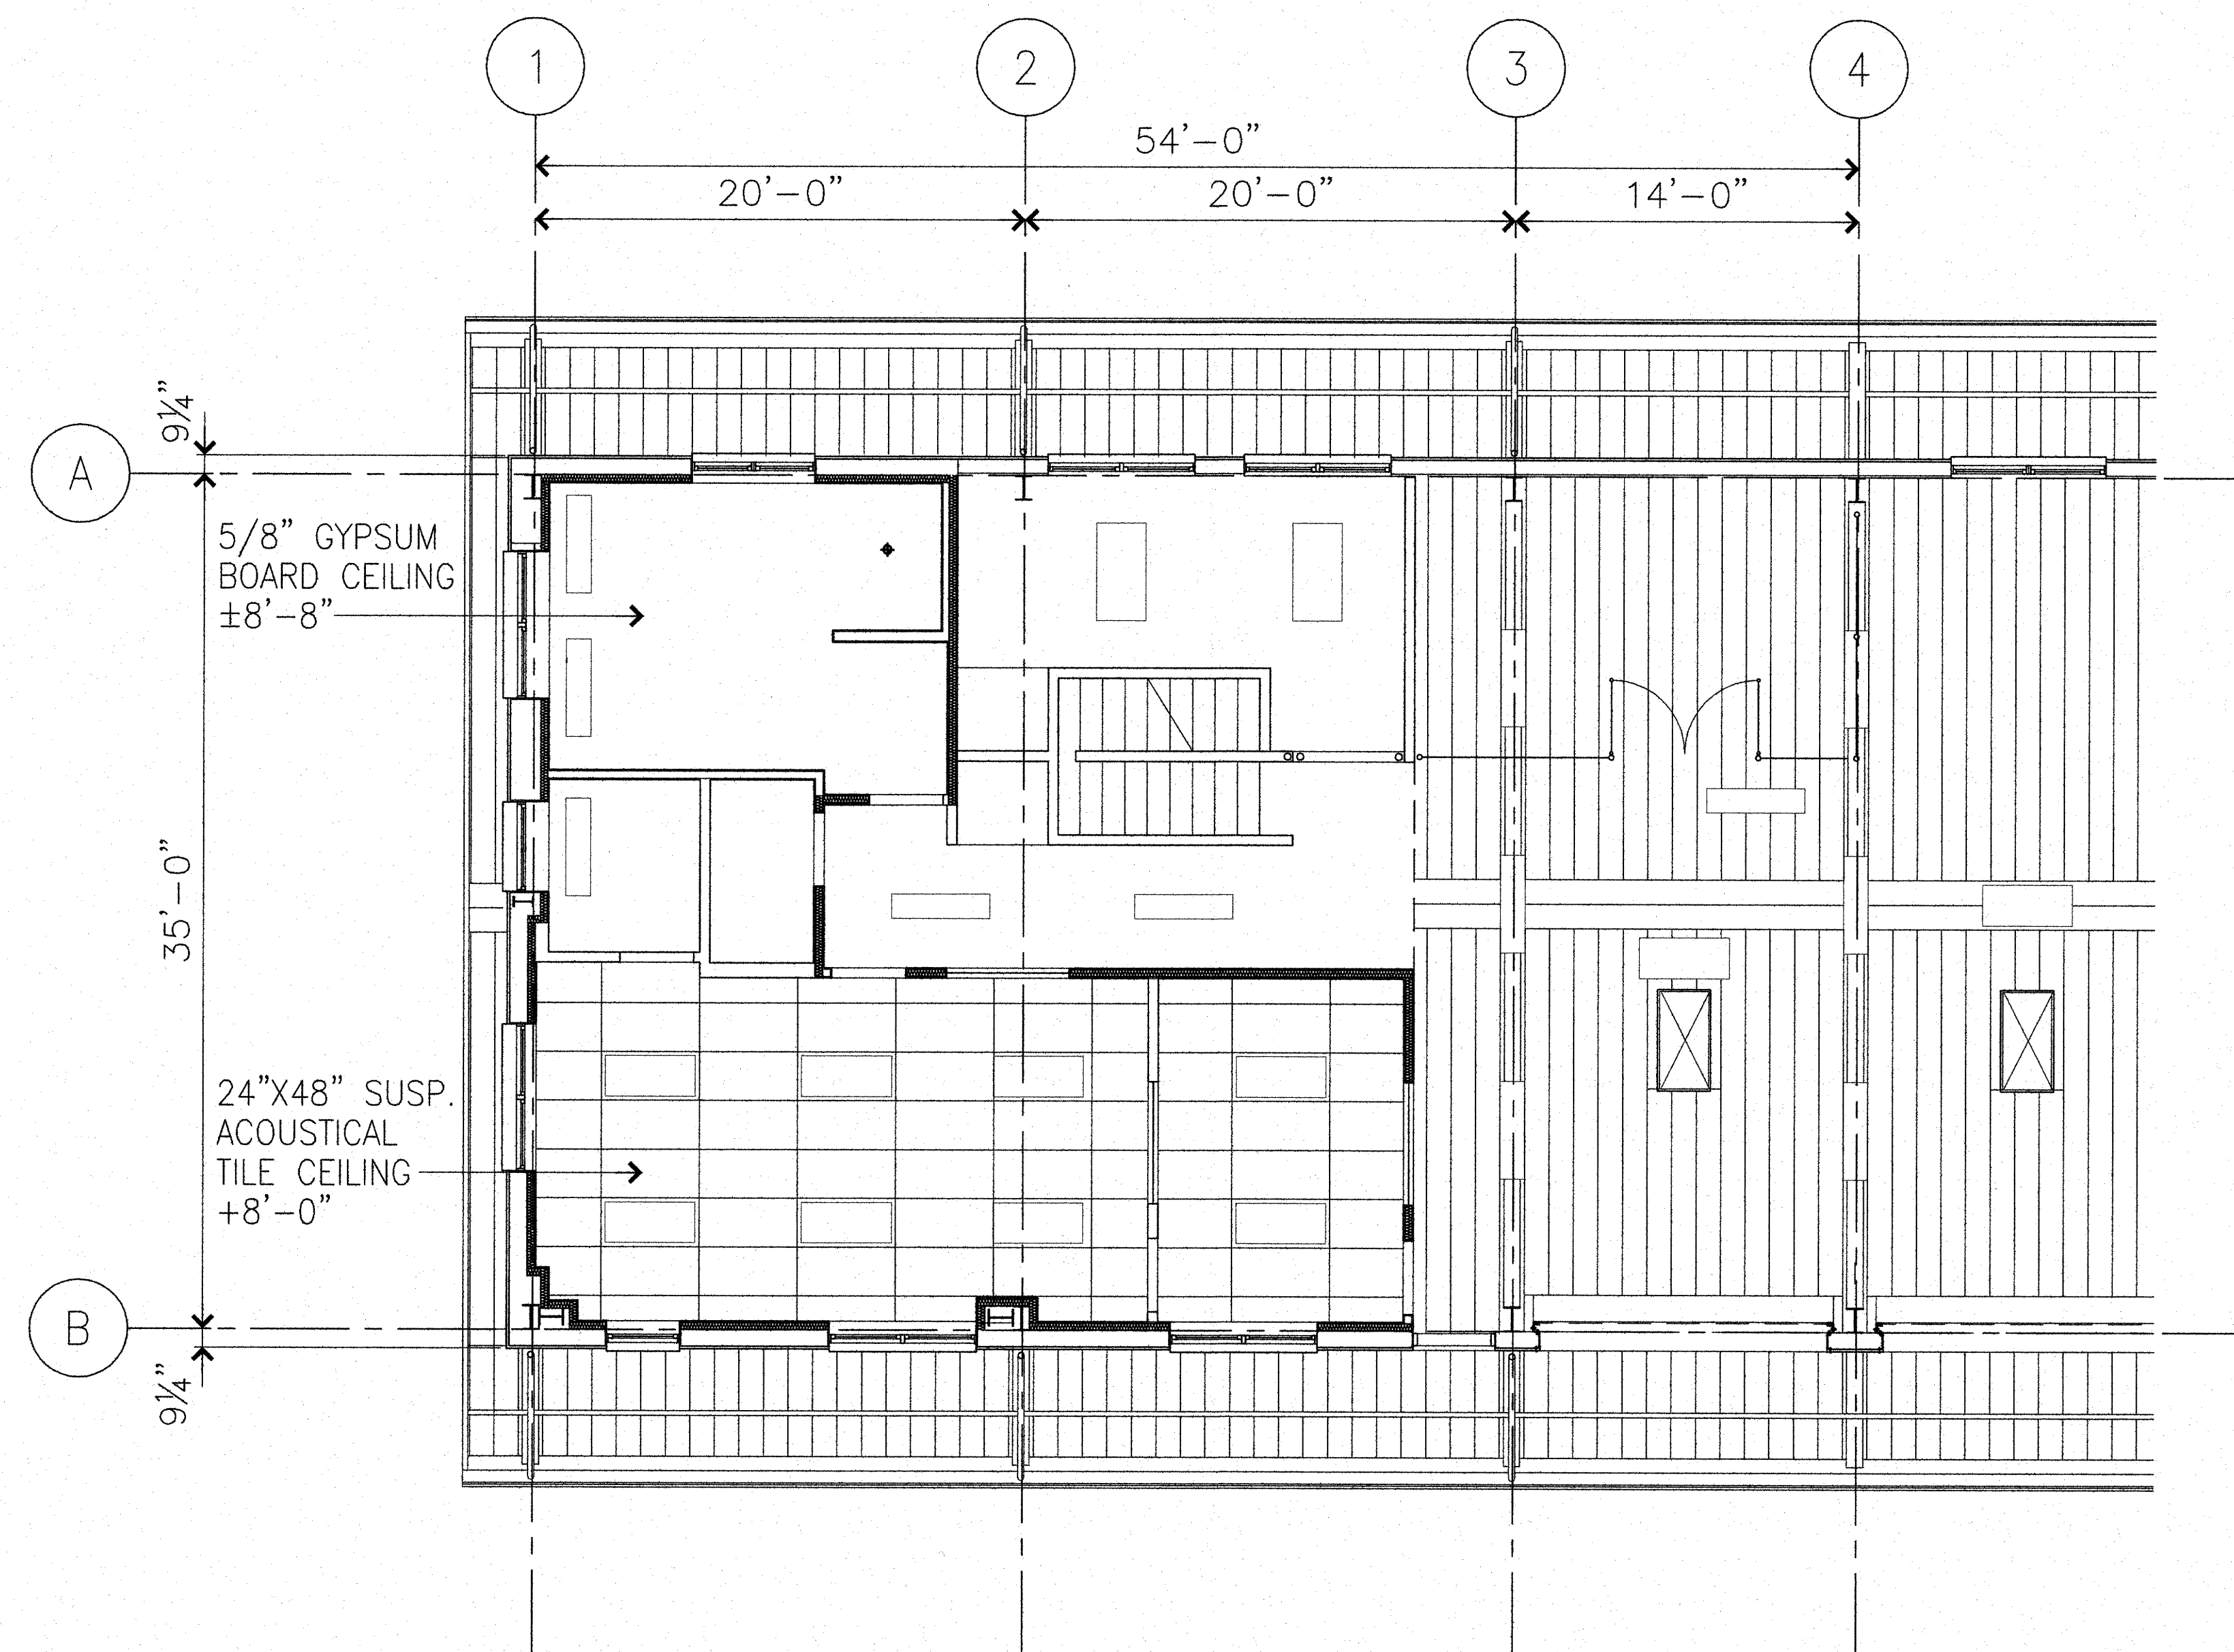 1 2 3 4
54'-0"
20'-0" 20'-0" 14'-0"
9¼"
A
5/8" GYPSUM
BOARD CEILING
±8'-8"
35'-0"
24"X48" SUSP.
ACOUSTICAL
TILE CEILING
+8'-0"
B
9¼"